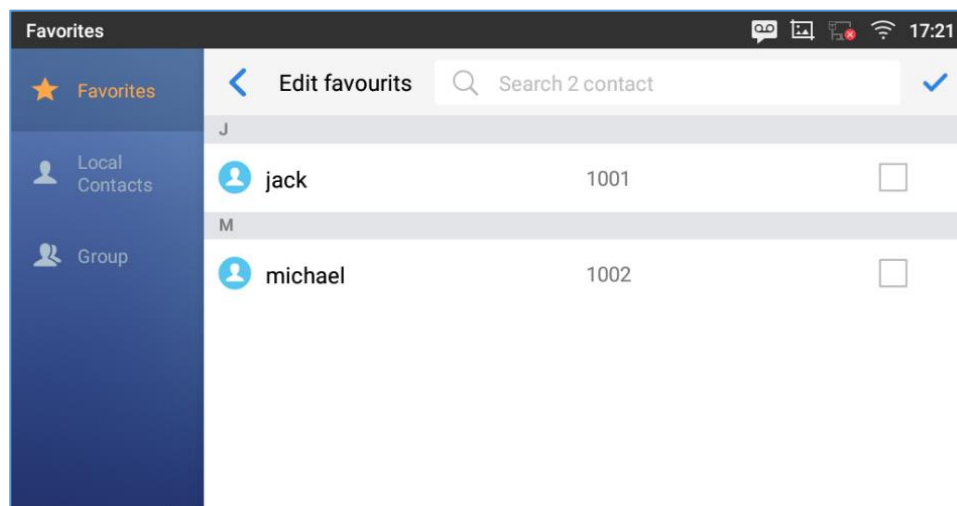 Favorites
17:21
Favorites
Edit favourits
Search 2 contact
J
Local
Contacts
jack
1001
M
Group
michael
1002